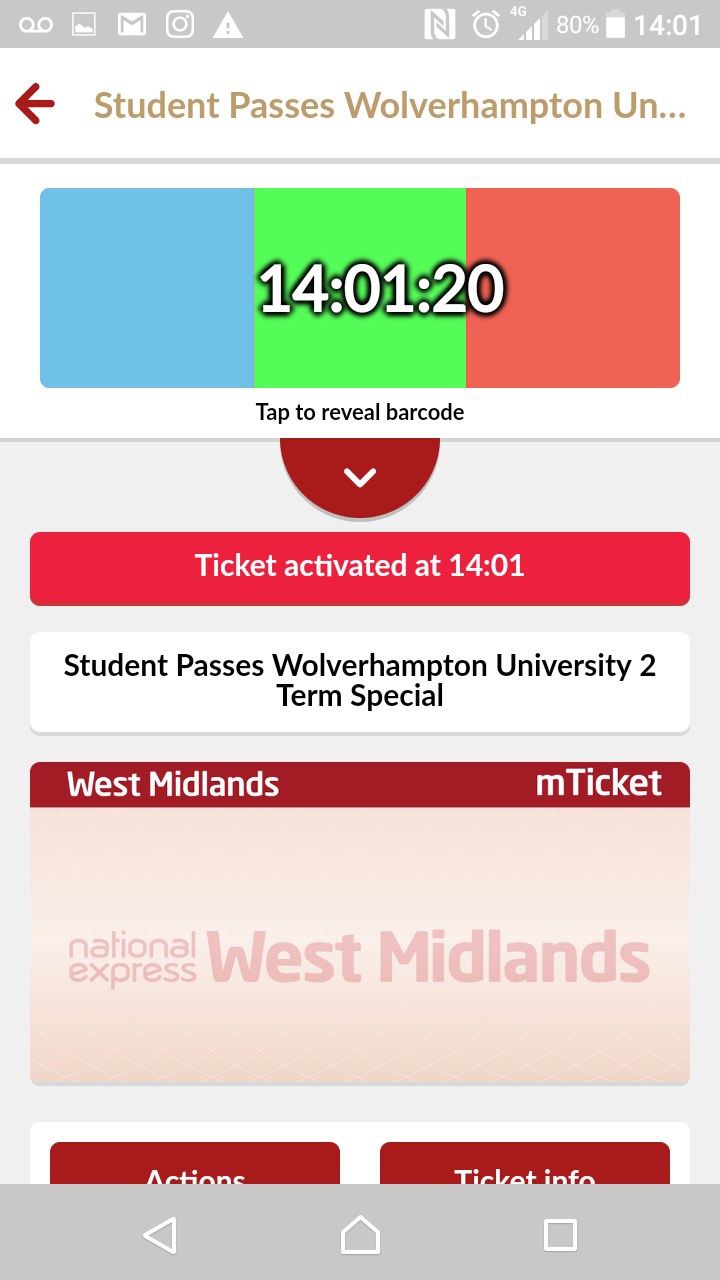 4G 80% 14:01
Student Passes Wolverhampton Un...
14:01:20
Tap to reveal barcode
Ticket activated at 14:01
Student Passes Wolverhampton University 2
Term Special
West Midlands mTicket
national
express West Midlands
Actions Ticket info